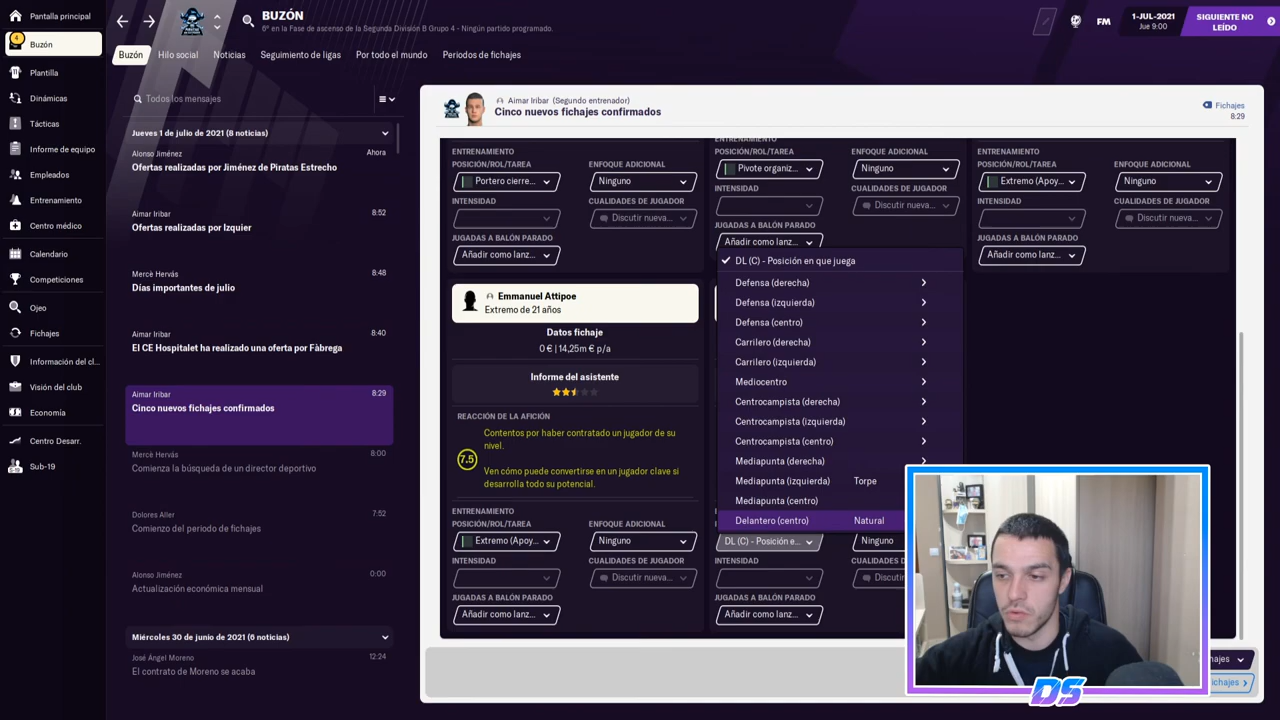 Pantalla principal
4
Buzón
Plantilla
Dinámicas
Tácticas
Informe de equipo
Empleados
Entrenamiento
Centro médico
Calendario
Competiciones
Ojeo
Fichajes
Información del cl...
Visión del club
Economía
Centro Desarr.
Sub-19
BUZÓN
6º en la Fase de ascenso de la Segunda División B Grupo 4 - Ningún partido programado.
FM
1-JUL-2021
Jue 9:00
SIGUIENTE NO
LEÍDO
Buzón
Hilo social
Noticias
Seguimiento de ligas
Por todo el mundo
Periodos de fichajes
Todos los mensajes
Jueves 1 de julio de 2021 (8 noticias)
Alonso Jiménez
Ahora
Ofertas realizadas por Jiménez de Piratas Estrecho
Aimar Iribar
8:52
Ofertas realizadas por Izquier
Mercè Hervás
8:48
Días importantes de julio
Aimar Iribar
8:40
El CE Hospitalet ha realizado una oferta por Fàbrega
Aimar Iribar
8:29
Cinco nuevos fichajes confirmados
Mercè Hervás
8:00
Comienza la búsqueda de un director deportivo
Dolores Aller
7:52
Comienzo del periodo de fichajes
Alonso Jiménez
0:00
Actualización económica mensual
Miércoles 30 de junio de 2021 (6 noticias)
José Ángel Moreno
12:24
El contrato de Moreno se acaba
Aimar Iribar (Segundo entrenador)
Cinco nuevos fichajes confirmados
Fichajes
8:29
ENTRENAMIENTO
POSICIÓN/ROL/TAREA
ENFOQUE ADICIONAL
Portero cierre...
Ninguno
INTENSIDAD
CUALIDADES DE JUGADOR
Discutir nueva...
JUGADAS A BALÓN PARADO
Añadir como lanz...
ENTRENAMIENTO
POSICIÓN/ROL/TAREA
ENFOQUE ADICIONAL
Pivote organiz...
Ninguno
INTENSIDAD
CUALIDADES DE JUGADOR
Discutir nueva...
JUGADAS A BALÓN PARADO
Añadir como lanz...
ENTRENAMIENTO
POSICIÓN/ROL/TAREA
ENFOQUE ADICIONAL
Extremo (Apoy...
Ninguno
INTENSIDAD
CUALIDADES DE JUGADOR
Discutir nueva...
JUGADAS A BALÓN PARADO
Añadir como lanz...
Emmanuel Attipoe
Extremo de 21 años
Datos fichaje
0 € | 14,25m € p/a
Informe del asistente
REACCIÓN DE LA AFICIÓN
7.5
Contentos por haber contratado un jugador de su
nivel.
Ven cómo puede convertirse en un jugador clave si
desarrolla todo su potencial.
ENTRENAMIENTO
POSICIÓN/ROL/TAREA
ENFOQUE ADICIONAL
Extremo (Apoy...
Ninguno
INTENSIDAD
CUALIDADES DE JUGADOR
Discutir nueva...
JUGADAS A BALÓN PARADO
Añadir como lanz...
DL (C) - Posición en que juega
Defensa (derecha)
Defensa (izquierda)
Defensa (centro)
Carrilero (derecha)
Carrilero (izquierda)
Mediocentro
Centrocampista (derecha)
Centrocampista (izquierda)
Centrocampista (centro)
Mediapunta (derecha)
Mediapunta (izquierda)
Torpe
Mediapunta (centro)
Delantero (centro)
Natural
DL (C) - Posición e...
Ninguno
INTENSIDAD
CUALIDADES
Discutir
JUGADAS A BALÓN PARADO
Añadir como lanz...
Fichajes
DS